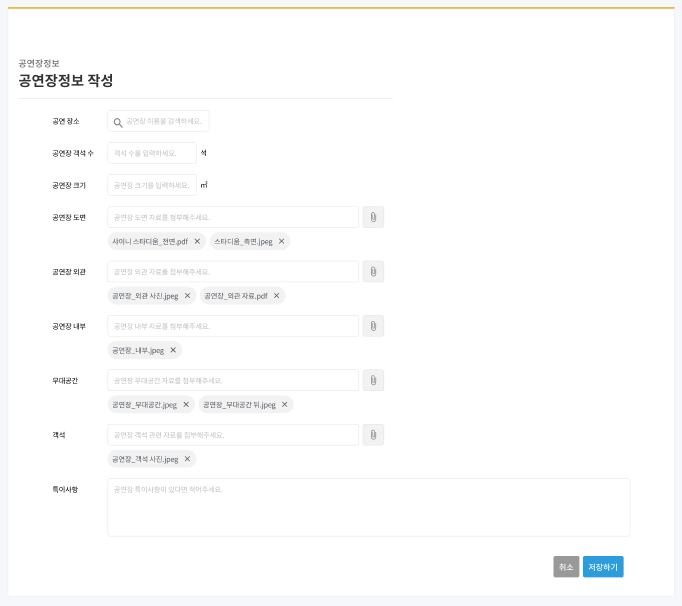 공연장정보
공연장정보 작성
공연 장소
공연장 이름을 검색하세요.
공연장 객석 수
객석 수를 입력하세요.
석
공연장 크기
공연장 크기를 입력하세요.
㎡
공연장 도면
공연장 도면 자료를 첨부해주세요.
샤이니 스타디움_전면.pdf ✕ 스타디움_측면.jpeg ✕
공연장 외관
공연장 외관 자료를 첨부해주세요.
공연장_외관 사진.jpeg ✕ 공연장_외관 자료.pdf ✕
공연장 내부
공연장 내부 자료를 첨부해주세요.
공연장_내부.jpeg ✕
무대공간
공연장 무대공간 자료를 첨부해주세요.
공연장_무대공간.jpeg ✕ 공연장_무대공간 뒤.jpeg ✕
객석
공연장 객석 관련 자료를 첨부해주세요.
공연장_객석 사진.jpeg ✕
특이사항
공연장 특이사항이 있다면 적어주세요.
취소 저장하기